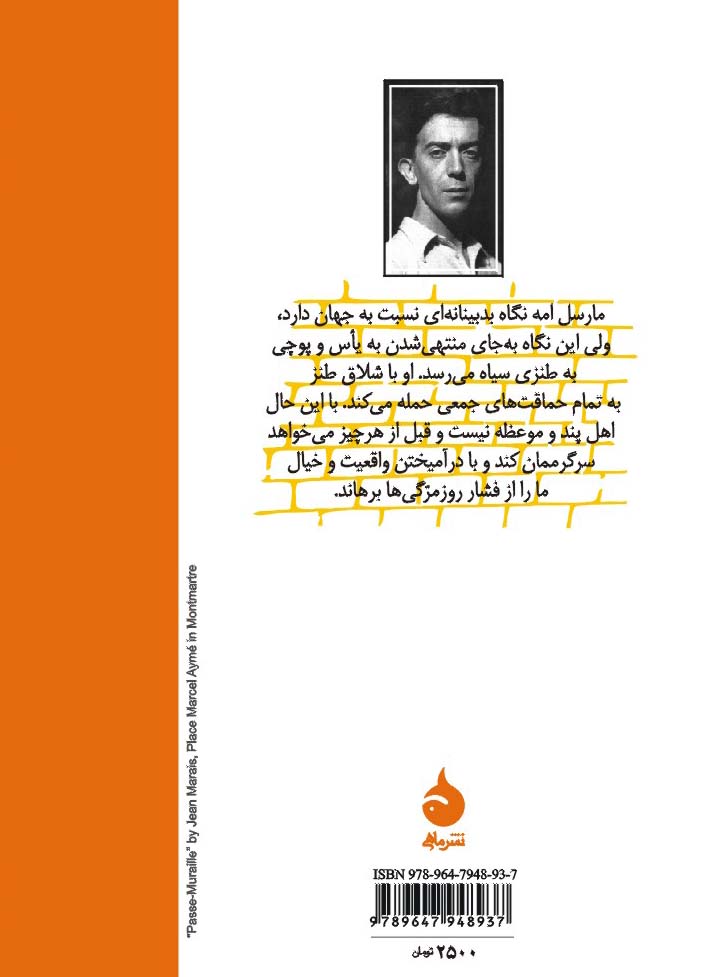 مارسل امه نگاه بدبینانه‌ای نسبت به جهان دارد،
ولی این نگاه به‌جای منتهی‌شدن به یأس و پوچی
به طنزی سیاه می‌رسد. او با شلاق طنز
به تمام حماقت‌های جمعی حمله می‌کند. با این حال
اهل پند و موعظه نیست و قبل از هرچیز می‌خواهد
سرگرممان کند و با درآمیختن واقعیت و خیال
ما را از فشار روزمرّگی‌ها برهاند.
"Passe-Muraille" by Jean Marais, Place Marcel Aymé in Montmartre
نشر ماهی
ISBN 978-964-7948-93-7
9789647948937
۲۵۰۰ تومان